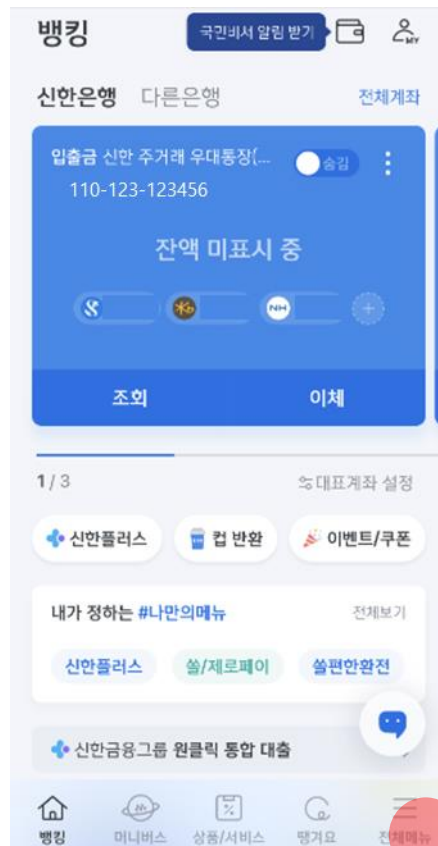 뱅킹
국민비서 알림 받기
MY
신한은행 다른은행 전체계좌
입출금 신한 주거래 우대통장(... 숨김
110-123-123456
잔액 미표시 중
S Kb NH +
조회 이체
1 / 3 대표계좌 설정
신한플러스 컵 반환 이벤트/쿠폰
내가 정하는 #나만의메뉴 전체보기
신한플러스 쏠/제로페이 쏠편한환전
신한금융그룹 원클릭 통합 대출
뱅킹 머니버스 상품/서비스 땡겨요 전체메뉴